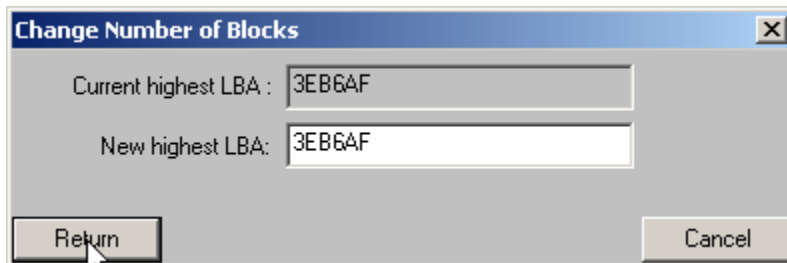 Change Number of Blocks
Current highest LBA : 3EB6AF
New highest LBA: 3EB6AF
Return Cancel